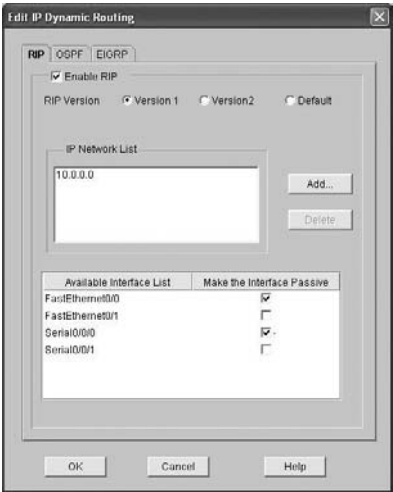 Edit IP Dynamic Routing
RIP OSPF EIGRP
Enable RIP
RIP Version Version 1 Version2 Default
IP Network List
10.0.0.0
Add...
Delete
Available Interface List Make the Interface Passive
FastEthernet0/0
FastEthernet0/1
Serial0/0/0
Serial0/0/1
OK Cancel Help